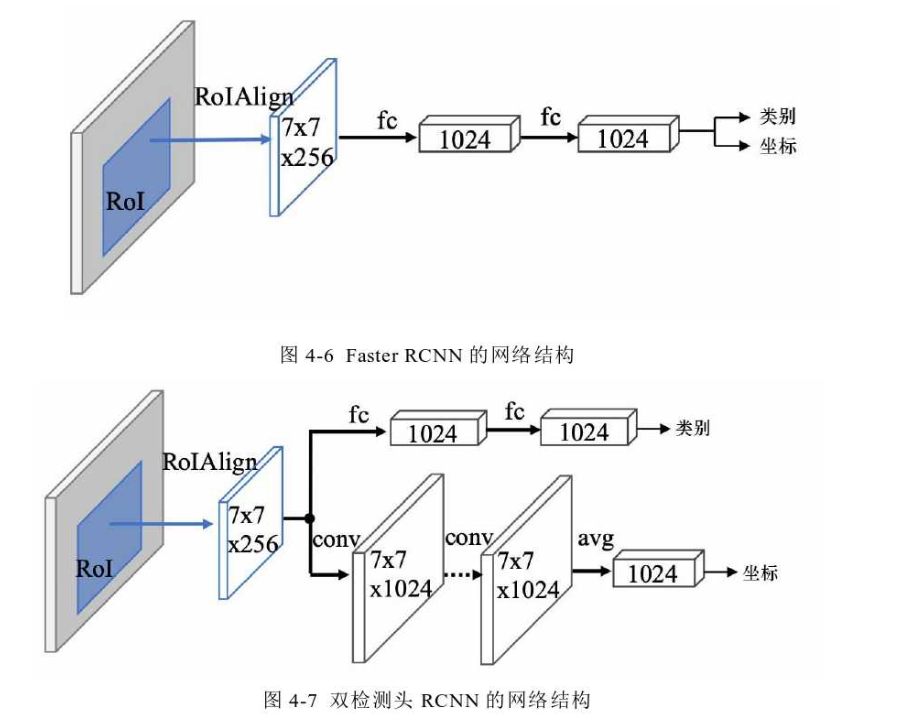 RoIAlign
RoI
7x7
x256
fc
1024
fc
1024
类别
坐标
图 4-6 Faster RCNN 的网络结构
RoIAlign
RoI
7x7
x256
fc
1024
fc
1024
类别
conv
7x7
x1024
conv
7x7
x1024
avg
1024
坐标
图 4-7 双检测头 RCNN 的网络结构